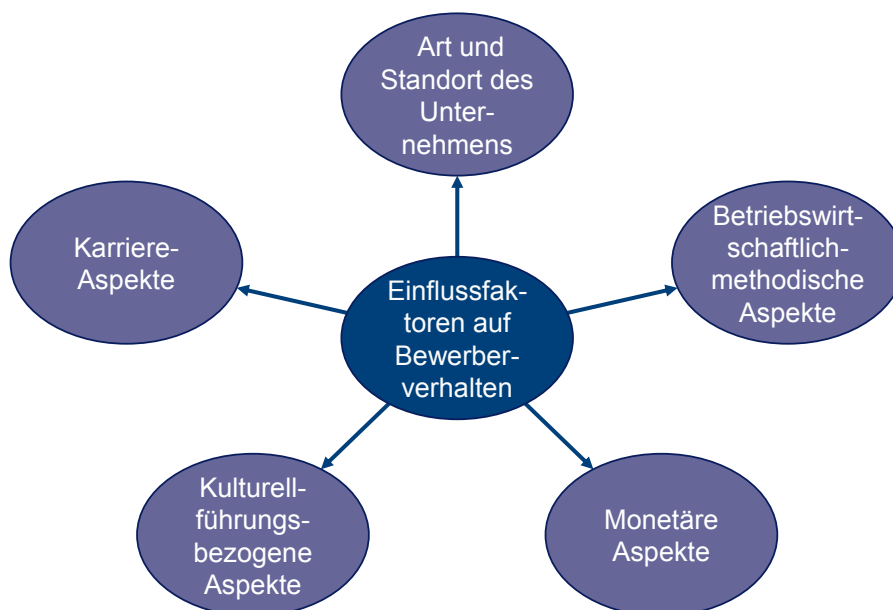 Art und
Standort des
Unter-
nehmens
Karriere-
Aspekte
Betriebswirt-
schaftlich-
methodische
Aspekte
Einflussfak-
toren auf
Bewerber-
verhalten
Kulturell-
führungs-
bezogene
Aspekte
Monetäre
Aspekte